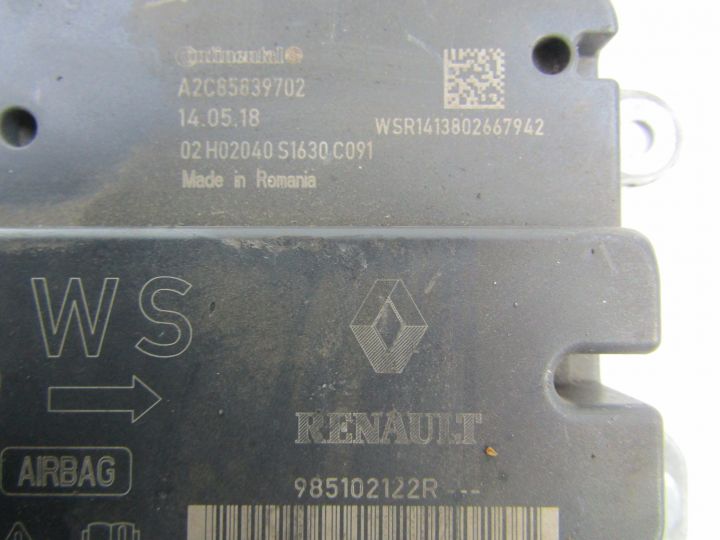 Continental
A2C85839702
14.05.18
WSR1413802667942
02 H02040 S1630 C091
Made in Romania
WS
RENAULT
AIRBAG
985102122R---